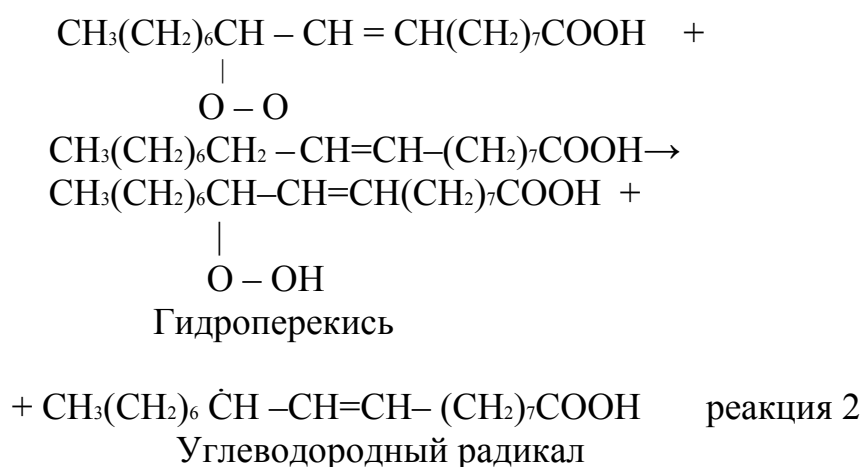 CH₃(CH₂)₆CH – CH = CH(CH₂)₇COOH +
|
O – O
CH₃(CH₂)₆CH₂ –CH=CH–(CH₂)₇COOH→
CH₃(CH₂)₆CH–CH=CH(CH₂)₇COOH +
|
O – OH
Гидроперекись
+ CH₃(CH₂)₆ ĊH –CH=CH– (CH₂)₇COOH реакция 2
Углеводородный радикал